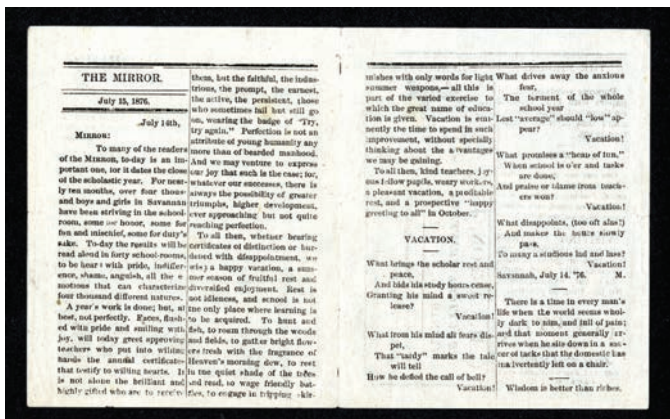 THE MIRROR.
July 15, 1876.
July 14th,
MIRROR:
To many of the readers
of the MIRROR, to-day is an im-
portant one, for it dates the close
of the scholastic year. For near-
ly ten months, over four thous-
and boys and girls in Savannah
have been striving in the school-
room, some for honor, some for
fun and mischief, some for duty's
sake. To-day the results will be
read aloud in forty school-rooms,
to be heard with pride, indiffer-
ence, shame, anguish, all the e-
motions that can characterize
four thousand different natures.
A year's work is done; but, at
best, not perfectly. Faces, flush-
ed with pride and smiling with
joy, will today greet approving
teachers who put into willing
hands the annual certificates
that testify to willing hearts. It
is not alone the brilliant and
highly gifted who are to receive
them, but the faithful, the indus-
trious, the prompt, the earnest,
the active, the persistent, those
who sometimes fail but still go
on, wearing the badge of "Try,
try again." Perfection is not an
attribute of young humanity any
more than of bearded manhood.
And we may venture to express
our joy that such is the case; for,
whatever our successes, there is
always the possibility of greater
triumphs, higher development,
ever approaching but not quite
reaching perfection.
To all then, whether bearing
certificates of distinction or bur-
dened with disappointment, we
wish a happy vacation, a sum-
mer season of fruitful rest and
diversified enjoyment. Rest is
not idleness, and school is not
the only place where learning is
to be acquired. To hunt and
fish, to roam through the woods
and fields, to gather bright flow-
ers fresh with the fragrance of
Heaven's morning dew, to rest
in the quiet shade of the trees
and read, to wage friendly bat-
tles, to engage in tripping skir-
mishes with only words for light
summer weapons,— all this is
part of the varied exercise to
which the great name of educa-
tion is given. Vacation is emi-
nently the time to spend in such
improvement, without specially
thinking about the advantages
we may be gaining.
To all then, kind teachers, joy-
ous fellow pupils, weary workers,
a pleasant vacation, a profitable
rest, and a prospective "happy
greeting to all" in October.
VACATION.
What brings the scholar rest and
peace,
And bids his study hours cease,
Granting his mind a sweet re-
lease?
Vacation!
What from his mind all fears dis-
pel,
That "tardy" marks the tale
will tell
How he defied the call of bell?
Vacation!
What drives away the anxious
fear,
The torment of the whole
school year
Lest "average" should "low" ap-
pear?
Vacation!
What promises a "heap of fun,"
When school is o'er and tasks
are done,
And praise or blame from teach-
ers won?
Vacation!
What disappoints, (too oft alas!)
And makes the hours slowly
pass,
To many a studious lad and lass?
Vacation!
Savannah, July 14, '76. M.
There is a time in every man's
life when the world seems whol-
ly dark to him, and full of pain;
and that moment generally ar-
rives when he sits down in a sau-
cer of tacks that the domestic has
inadvertently left on a chair.
Wisdom is better than riches.